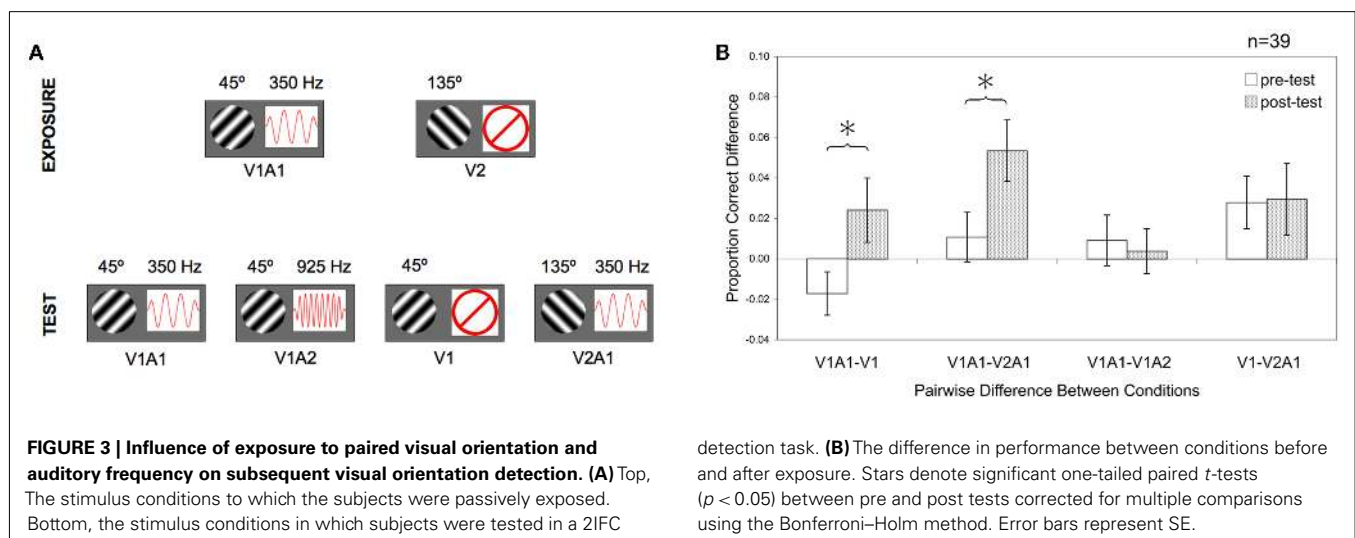 A
EXPOSURE
45º 350 Hz
V1A1
135º
V2
TEST
45º 350 Hz
V1A1
45º 925 Hz
V1A2
45º
V1
135º 350 Hz
V2A1
B
n=39
pre-test
post-test
Proportion Correct Difference
0.10
0.08
0.06
0.04
0.02
0.00
-0.02
-0.04
*
*
V1A1-V1 V1A1-V2A1 V1A1-V1A2 V1-V2A1
Pairwise Difference Between Conditions
FIGURE 3 | Influence of exposure to paired visual orientation and
auditory frequency on subsequent visual orientation detection. (A) Top,
The stimulus conditions to which the subjects were passively exposed.
Bottom, the stimulus conditions in which subjects were tested in a 2IFC
detection task. (B) The difference in performance between conditions before
and after exposure. Stars denote significant one-tailed paired t-tests
(p < 0.05) between pre and post tests corrected for multiple comparisons
using the Bonferroni–Holm method. Error bars represent SE.